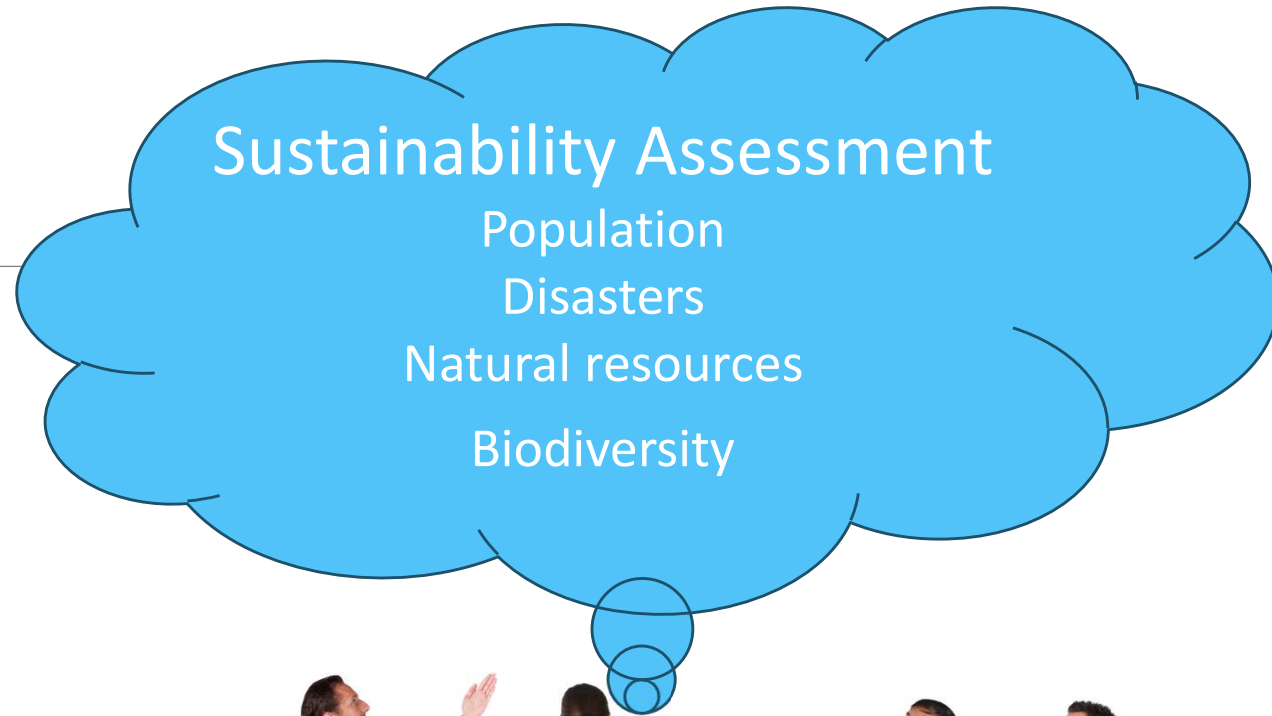 Sustainability Assessment
Population
Disasters
Natural resources
Biodiversity